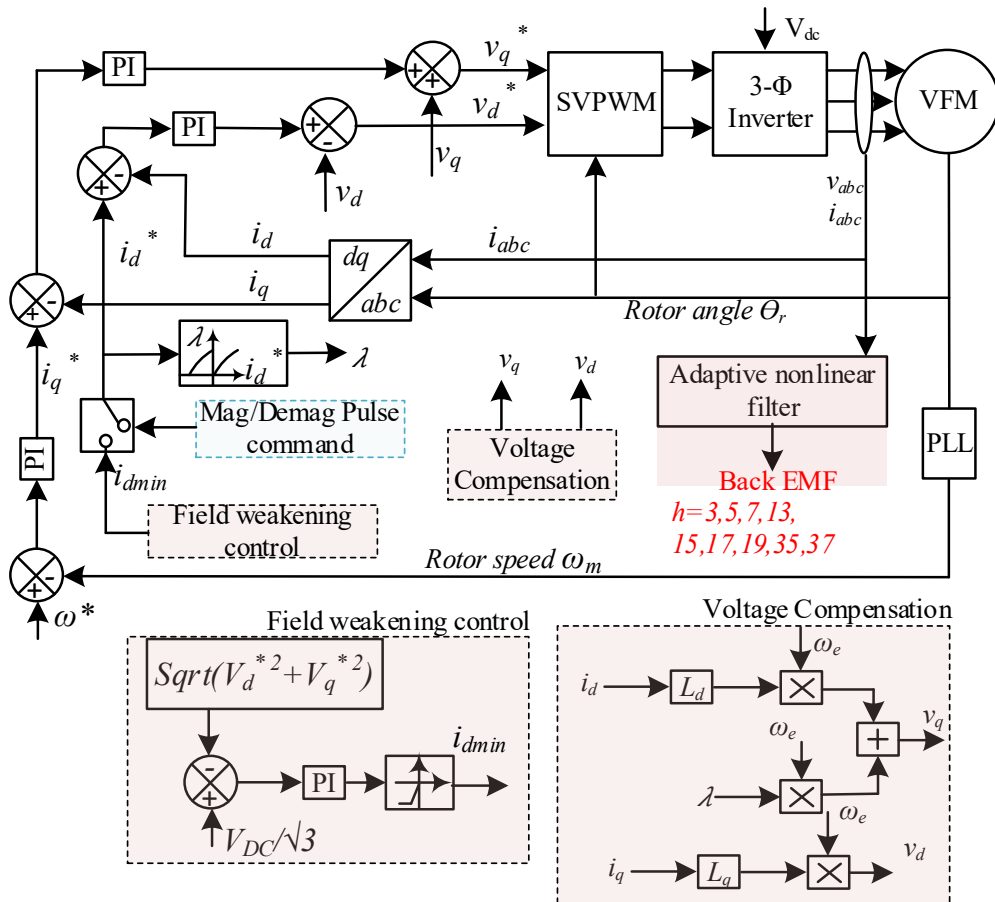 PI
v_q^*
V_dc
SVPWM
3-Φ
Inverter
VFM
PI
+
+
v_d^*
+
-
v_q
v_d
+
-
v_abc
i_abc
i_d^*
i_d
dq
abc
i_abc
i_q
Rotor angle Θ_r
+
-
i_q^*
λ
i_d^*
λ
v_q
v_d
Adaptive nonlinear
filter
Mag/Demag Pulse
command
Voltage
Compensation
PLL
PI
i_dmin
Back EMF
h=3,5,7,13,
15,17,19,35,37
Field weakening
control
Rotor speed ω_m
+
-
ω*
Field weakening control
Sqrt(V_d^*2+V_q^*2)
-
+
PI
i_dmin
V_DC/√3
Voltage Compensation
ω_e
i_d
L_d
×
ω_e
+
v_q
λ
×
ω_e
i_q
L_q
×
v_d